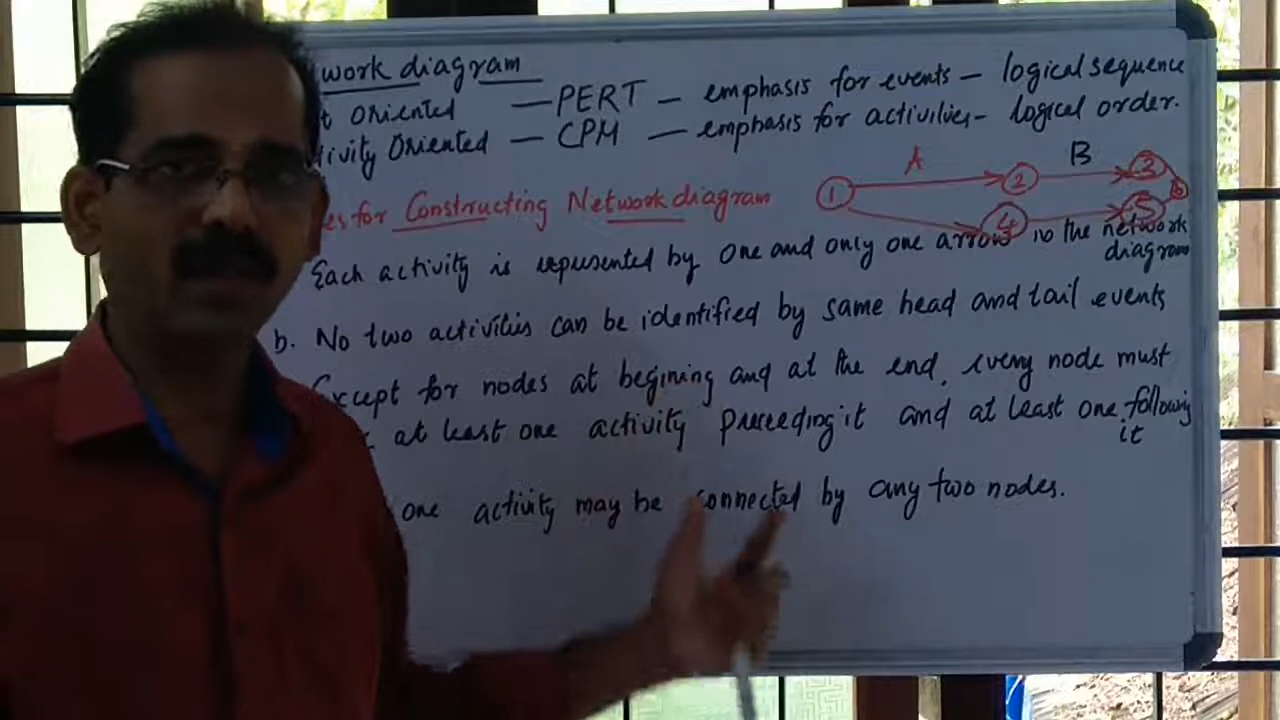 work diagram
t Oriented — PERT — emphasis for events — logical sequence
tivity Oriented — CPM — emphasis for activities – logical order.
es for Constructing Network diagram
1 A 2 B 3
4 5 6
Each activity is represented by one and only one arrow in the network
diagram
b. No two activities can be identified by same head and tail events
Except for nodes at begining and at the end, every node must
at least one activity preceeding it and at least one following
it
one activity may be connected by any two nodes.